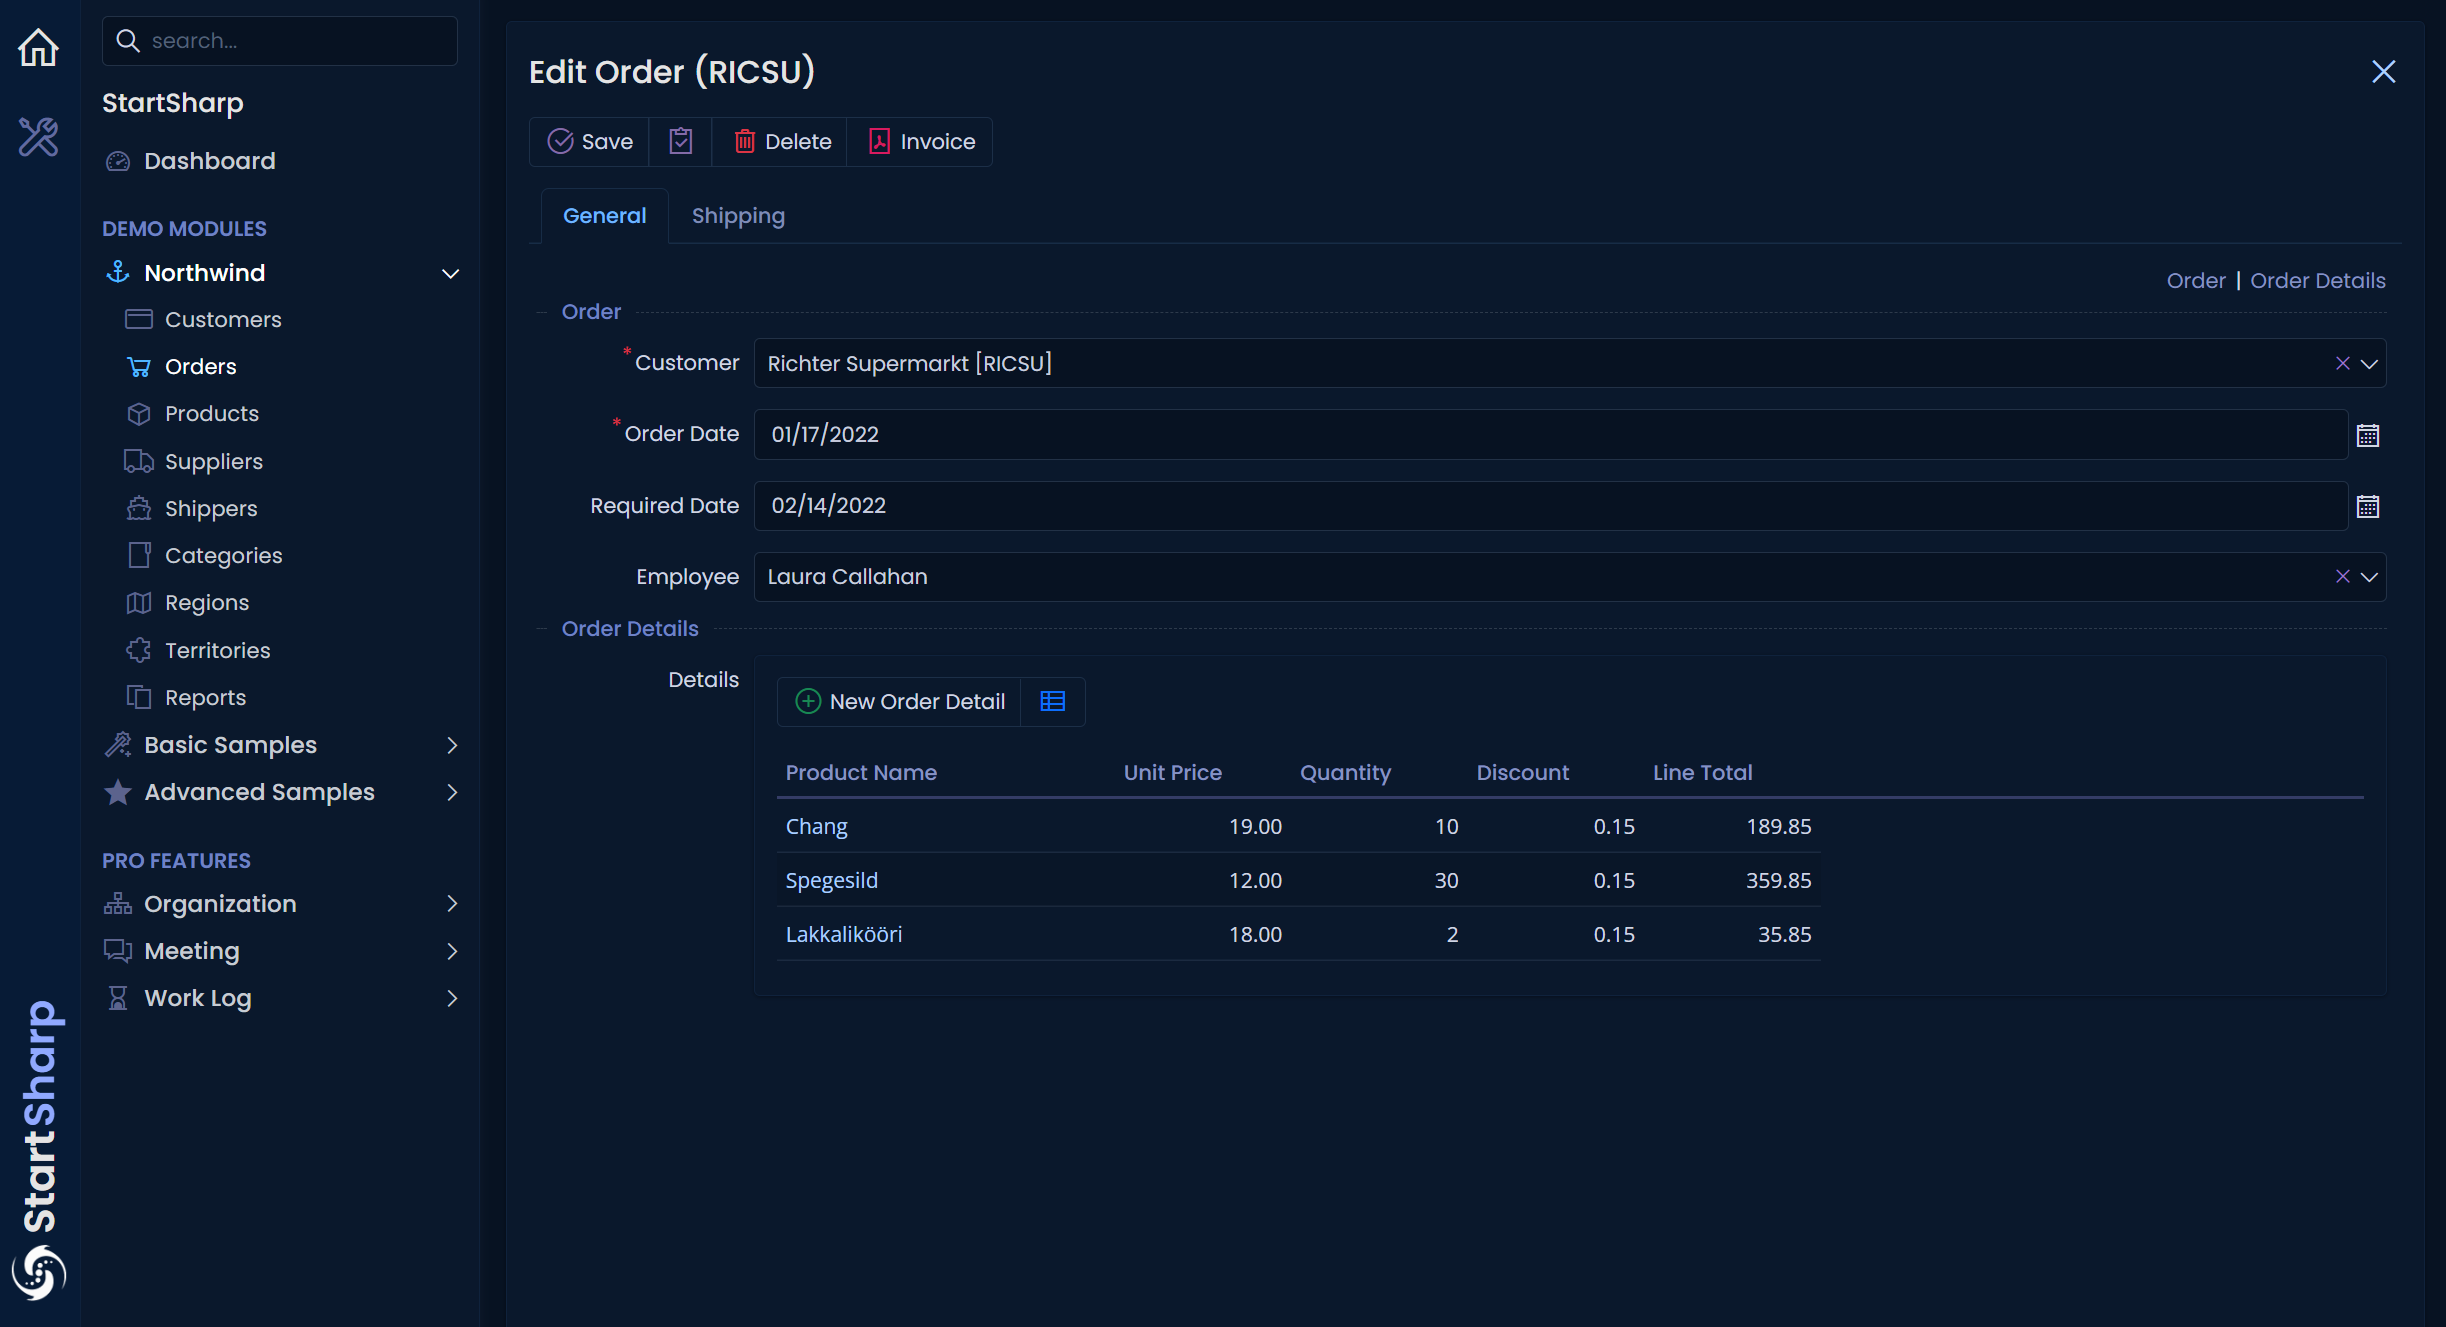 search...
StartSharp
Dashboard
DEMO MODULES
Northwind
Customers
Orders
Products
Suppliers
Shippers
Categories
Regions
Territories
Reports
Basic Samples
Advanced Samples
PRO FEATURES
Organization
Meeting
Work Log
StartSharp
Edit Order (RICSU)
Save Delete Invoice
General Shipping
Order | Order Details
Order
* Customer Richter Supermarkt [RICSU]
* Order Date 01/17/2022
Required Date 02/14/2022
Employee Laura Callahan
Order Details
Details New Order Detail
Product Name Unit Price Quantity Discount Line Total
Chang 19.00 10 0.15 189.85
Spegesild 12.00 30 0.15 359.85
Lakkalikööri 18.00 2 0.15 35.85